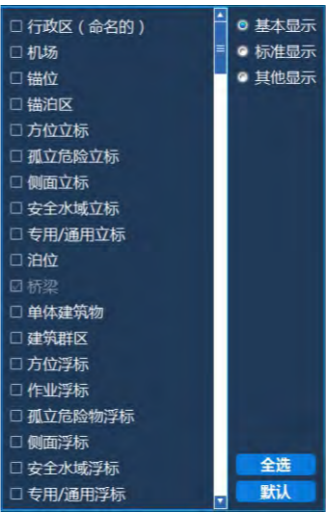 行政区（命名的）
机场
锚位
锚泊区
方位立标
孤立危险立标
侧面立标
安全水域立标
专用/通用立标
泊位
桥梁
单体建筑物
建筑群区
方位浮标
作业浮标
孤立危险物浮标
侧面浮标
安全水域浮标
专用/通用浮标
基本显示
标准显示
其他显示
全选
默认